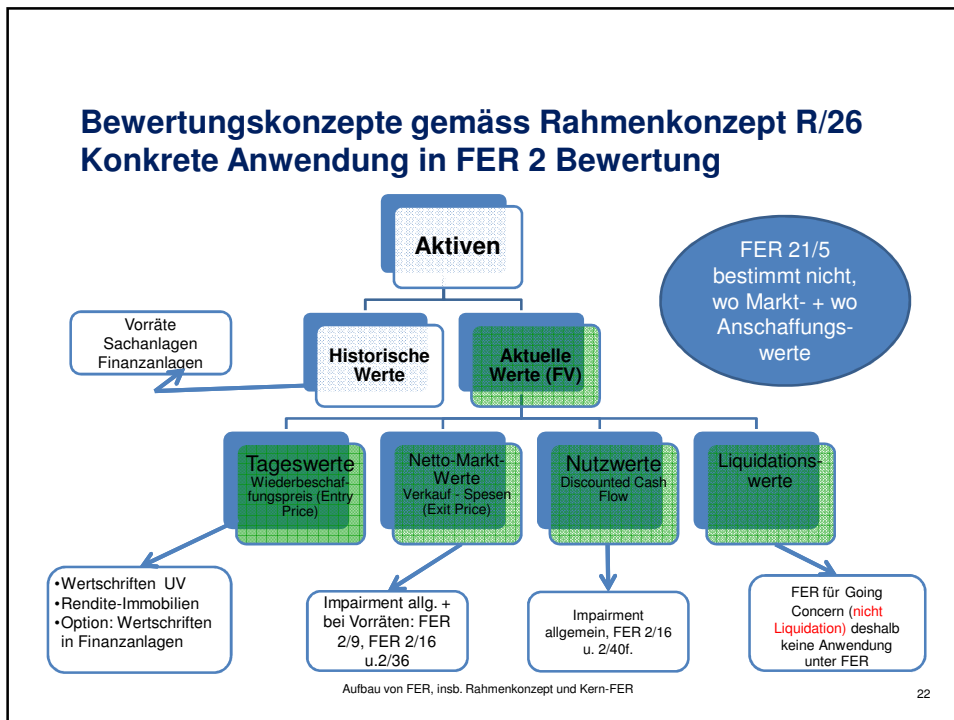 Bewertungskonzepte gemäss Rahmenkonzept R/26
Konkrete Anwendung in FER 2 Bewertung
Aktiven
FER 21/5
bestimmt nicht,
wo Markt- + wo
Anschaffungs-
werte
Vorräte
Sachanlagen
Finanzanlagen
Historische
Werte
Aktuelle
Werte (FV)
Tageswerte
Wiederbeschaf-
fungspreis (Entry
Price)
Netto-Markt-
Werte
Verkauf - Spesen
(Exit Price)
Nutzwerte
Discounted Cash
Flow
Liquidations-
werte
•Wertschriften UV
•Rendite-Immobilien
•Option: Wertschriften
in Finanzanlagen
Impairment allg. +
bei Vorräten: FER
2/9, FER 2/16
u.2/36
Impairment
allgemein, FER 2/16
u. 2/40f.
FER für Going
Concern (nicht
Liquidation) deshalb
keine Anwendung
unter FER
Aufbau von FER, insb. Rahmenkonzept und Kern-FER
22